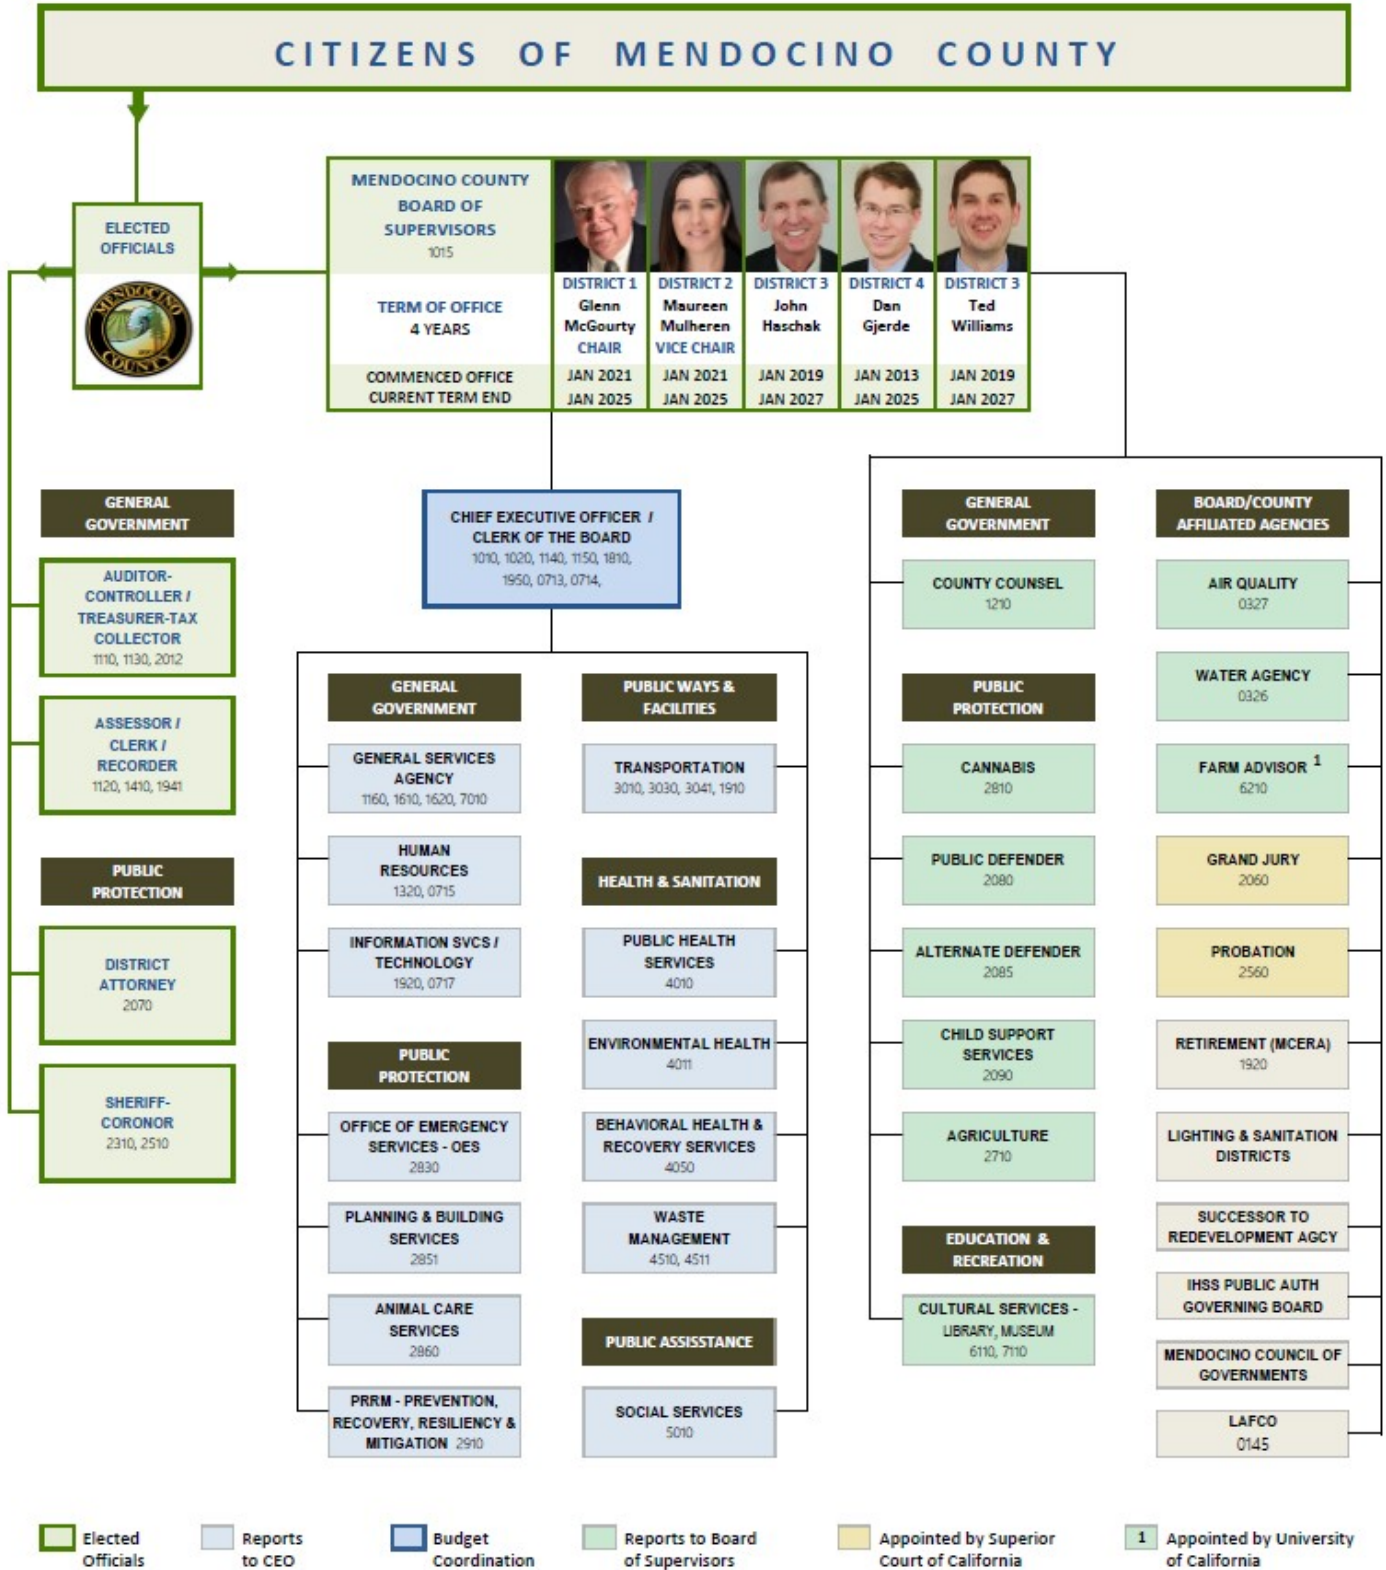 CITIZENS OF MENDOCINO COUNTY
ELECTED
OFFICIALS
MENDOCINO
COUNTY
MENDOCINO COUNTY
BOARD OF
SUPERVISORS
1015
TERM OF OFFICE
4 YEARS
COMMENCED OFFICE
CURRENT TERM END
DISTRICT 1
Glenn
McGourty
CHAIR
JAN 2021
JAN 2025
DISTRICT 2
Maureen
Mulheren
VICE CHAIR
JAN 2021
JAN 2025
DISTRICT 3
John
Haschak
JAN 2019
JAN 2027
DISTRICT 4
Dan
Gjerde
JAN 2013
JAN 2025
DISTRICT 3
Ted
Williams
JAN 2019
JAN 2027
GENERAL
GOVERNMENT
AUDITOR-
CONTROLLER /
TREASURER-TAX
COLLECTOR
1110, 1130, 2012
ASSESSOR /
CLERK /
RECORDER
1120, 1410, 1941
PUBLIC
PROTECTION
DISTRICT
ATTORNEY
2070
SHERIFF-
CORONOR
2310, 2510
CHIEF EXECUTIVE OFFICER /
CLERK OF THE BOARD
1010, 1020, 1140, 1150, 1810,
1950, 0713, 0714,
GENERAL
GOVERNMENT
GENERAL SERVICES
AGENCY
1160, 1610, 1620, 7010
HUMAN
RESOURCES
1320, 0715
INFORMATION SVCS /
TECHNOLOGY
1920, 0717
PUBLIC
PROTECTION
OFFICE OF EMERGENCY
SERVICES - OES
2830
PLANNING & BUILDING
SERVICES
2851
ANIMAL CARE
SERVICES
2860
PRRM - PREVENTION,
RECOVERY, RESILIENCY &
MITIGATION 2910
PUBLIC WAYS &
FACILITIES
TRANSPORTATION
3010, 3030, 3041, 1910
HEALTH & SANITATION
PUBLIC HEALTH
SERVICES
4010
ENVIRONMENTAL HEALTH
4011
BEHAVIORAL HEALTH &
RECOVERY SERVICES
4050
WASTE
MANAGEMENT
4510, 4511
PUBLIC ASSISSTANCE
SOCIAL SERVICES
5010
GENERAL
GOVERNMENT
COUNTY COUNSEL
1210
PUBLIC
PROTECTION
CANNABIS
2810
PUBLIC DEFENDER
2080
ALTERNATE DEFENDER
2085
CHILD SUPPORT
SERVICES
2090
AGRICULTURE
2710
EDUCATION &
RECREATION
CULTURAL SERVICES -
LIBRARY, MUSEUM
6110, 7110
BOARD/COUNTY
AFFILIATED AGENCIES
AIR QUALITY
0327
WATER AGENCY
0326
FARM ADVISOR 1
6210
GRAND JURY
2060
PROBATION
2560
RETIREMENT (MCERA)
1920
LIGHTING & SANITATION
DISTRICTS
SUCCESSOR TO
REDEVELOPMENT AGCY
IHSS PUBLIC AUTH
GOVERNING BOARD
MENDOCINO COUNCIL OF
GOVERNMENTS
LAFCO
0145
Elected
Officials
Reports
to CEO
Budget
Coordination
Reports to Board
of Supervisors
Appointed by Superior
Court of California
1
Appointed by University
of California